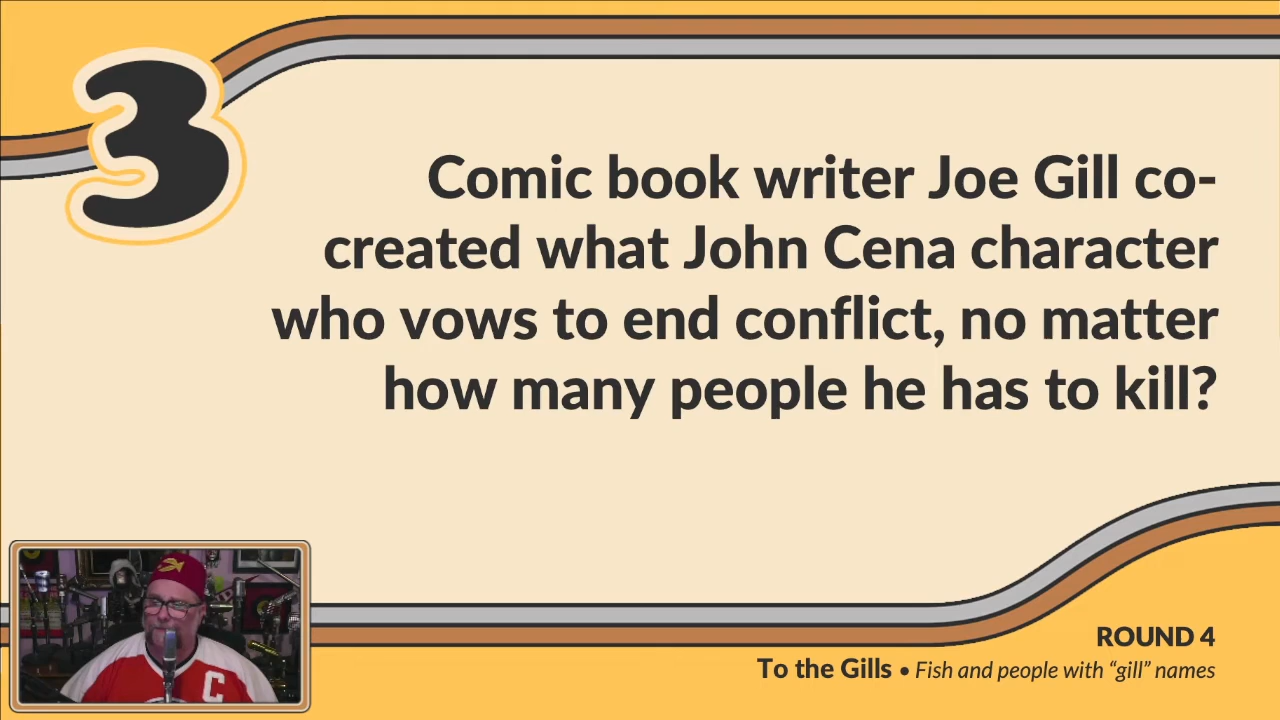 3
Comic book writer Joe Gill co-
created what John Cena character
who vows to end conflict, no matter
how many people he has to kill?
C
ROUND 4
To the Gills • Fish and people with “gill” names